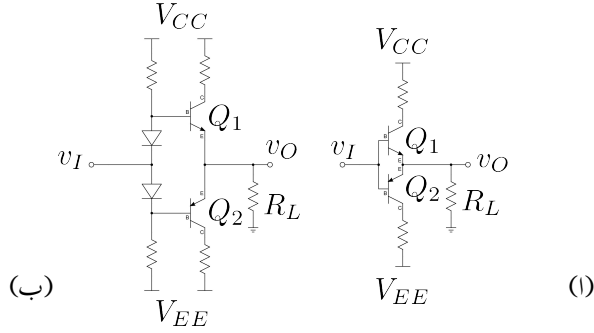 V_CC
V_CC
C
B
Q_1
E
v_I
v_O
E
B
Q_2
C
R_L
V_EE
(ب)
C
B
Q_1
E
v_I
v_O
E
B
Q_2
C
R_L
V_EE
(ا)